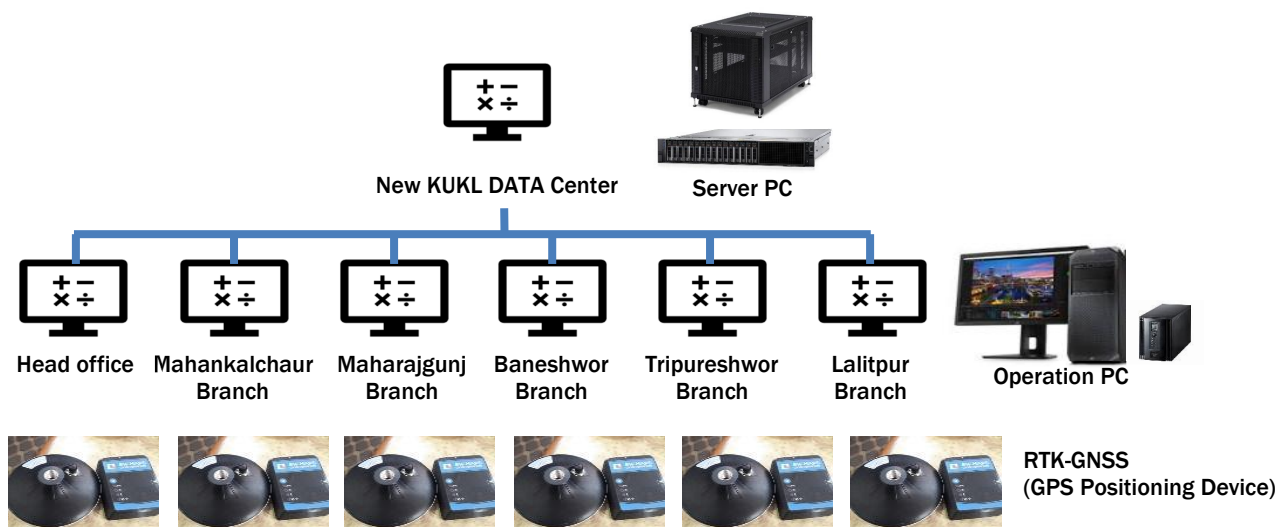 New KUKL DATA Center
Server PC
Head office
Mahankalchaur
Branch
Maharajgunj
Branch
Baneshwor
Branch
Tripureshwor
Branch
Lalitpur
Branch
Operation PC
RTK-GNSS
(GPS Positioning Device)